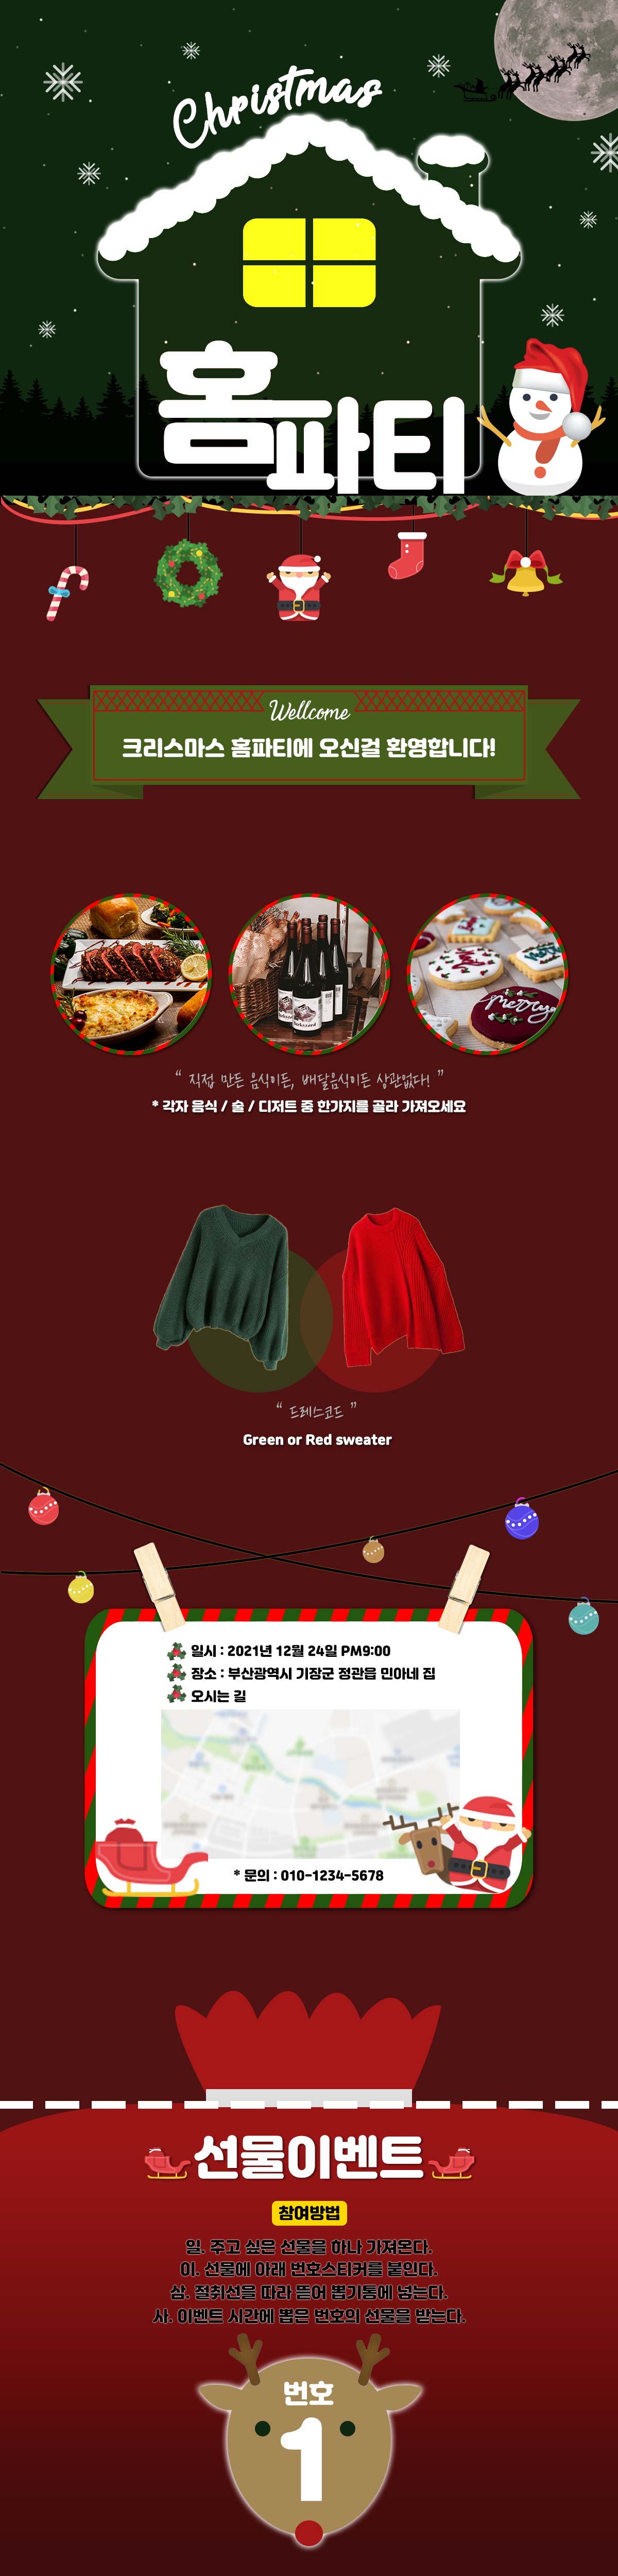 Christmas
홈파티
Wellcome
크리스마스 홈파티에 오신걸 환영합니다!
merry
“ 직접 만든 음식이든, 배달음식이든 상관없다! ”
* 각자 음식 / 술 / 디저트 중 한가지를 골라 가져오세요
“ 드레스코드 ”
Green or Red sweater
일시 : 2021년 12월 24일 PM9:00
장소 : 부산광역시 기장군 정관읍 민아네 집
오시는 길
* 문의 : 010-1234-5678
선물이벤트
참여방법
일. 주고 싶은 선물을 하나 가져온다.
이. 선물에 아래 번호스티커를 붙인다.
삼. 절취선을 따라 뜯어 뽑기통에 넣는다.
사. 이벤트 시간에 뽑은 번호의 선물을 받는다.
번호
1